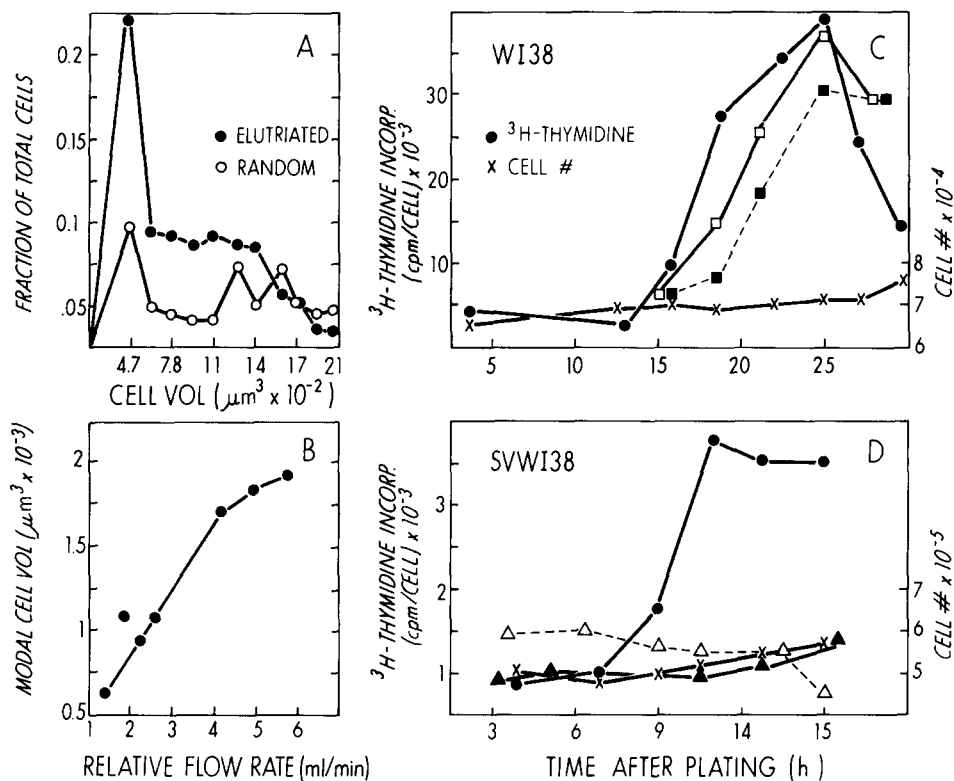 A
FRACTION OF TOTAL CELLS
0.2
0.15
0.1
0.05
● ELUTRIATED
○ RANDOM
4.7 7.8 11 14 17 21
CELL VOL (μm³ x 10⁻²)
B
MODAL CELL VOL (μm³ x 10⁻³)
2
1.5
1
0.5
1 2 3 4 5 6
RELATIVE FLOW RATE (ml/min)
WI38
C
³H-THYMIDINE INCORP.
(cpm/CELL) x 10⁻³
30
20
10
● ³H-THYMIDINE
x CELL #
CELL # x 10⁻⁴
8
7
6
5 10 15 20 25
SVWI38
D
³H-THYMIDINE INCORP.
(cpm/CELL) x 10⁻³
3
2
1
CELL # x 10⁻⁵
7
6
5
3 6 9 14 15
TIME AFTER PLATING (h)